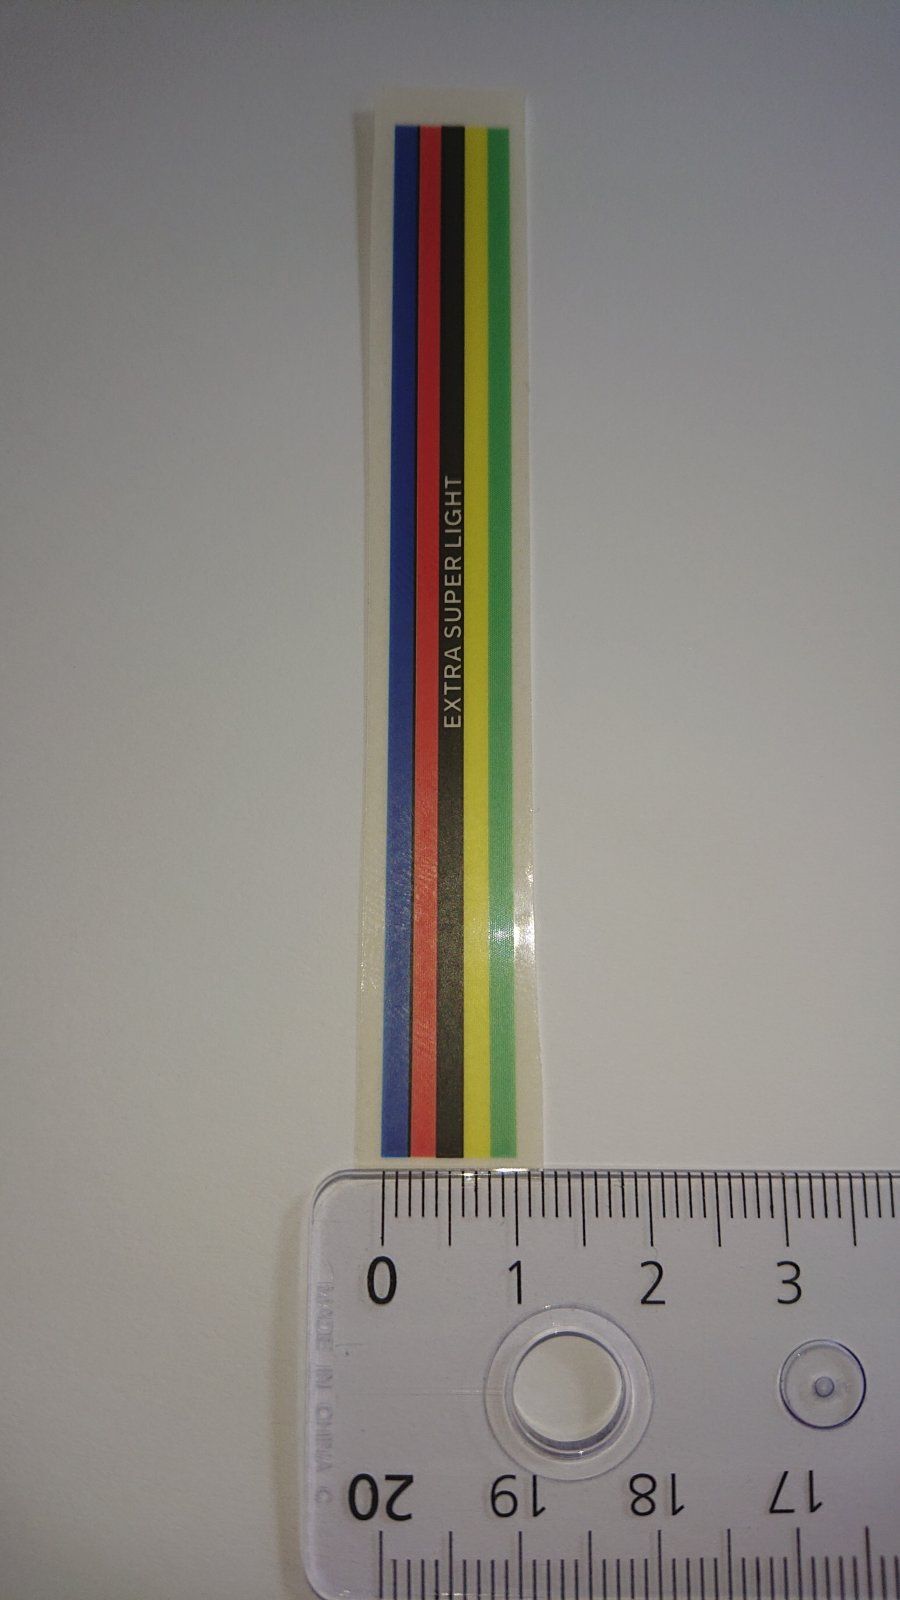 EXTRA SUPER LIGHT
0 1 2 3
MADE IN CHINA
20 19 18 17